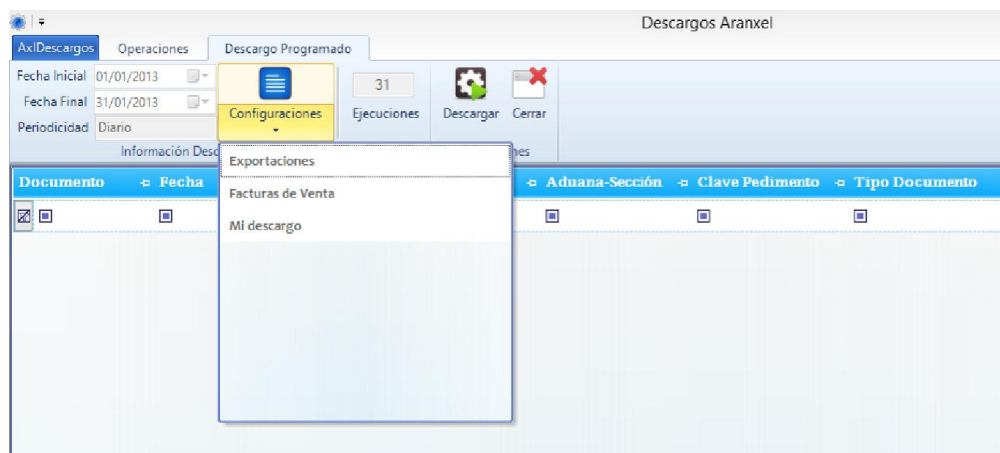 Descargos Aranxel
AxlDescargos Operaciones Descargo Programado
Fecha Inicial 01/01/2013
Fecha Final 31/01/2013
Periodicidad Diario
Configuraciones
31
Ejecuciones
Descargar
Cerrar
Información
Exportaciones
Facturas de Venta
Mi descargo
Documento Fecha Aduana-Sección Clave Pedimento Tipo Documento